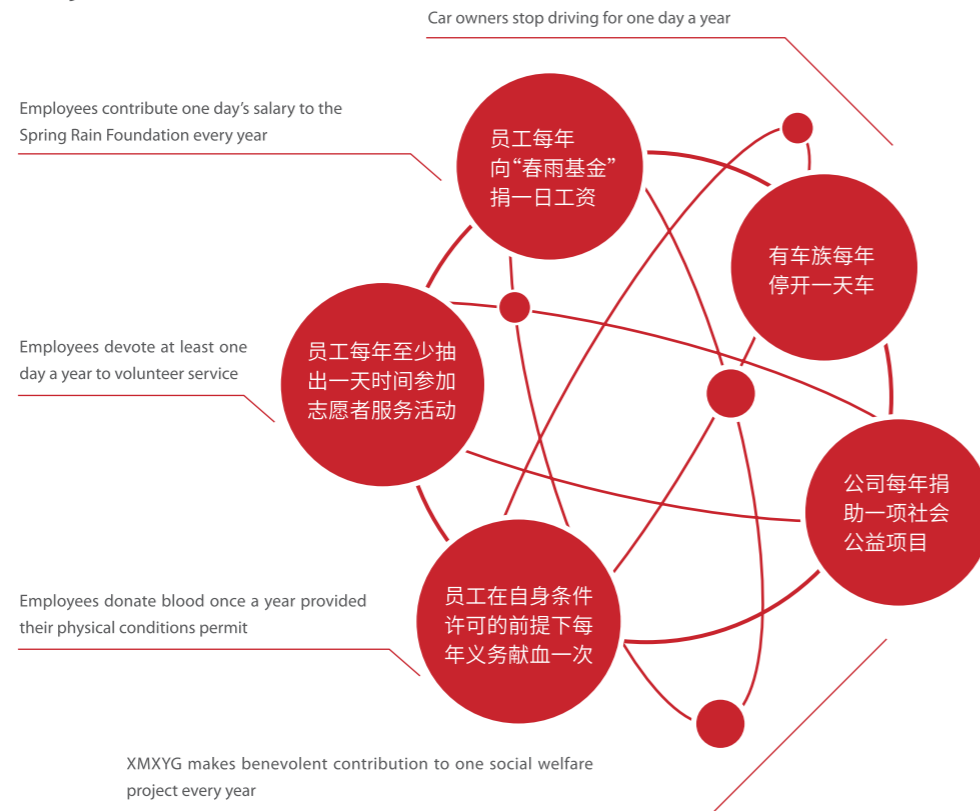 Car owners stop driving for one day a year
Employees contribute one day's salary to the
Spring Rain Foundation every year
员工每年
向“春雨基金”
捐一日工资
有车族每年
停开一天车
Employees devote at least one
day a year to volunteer service
员工每年至少抽
出一天时间参加
志愿者服务活动
公司每年捐
助一项社会
公益项目
Employees donate blood once a year provided
their physical conditions permit
员工在自身条件
许可的前提下每
年义务献血一次
XMXYG makes benevolent contribution to one social welfare
project every year